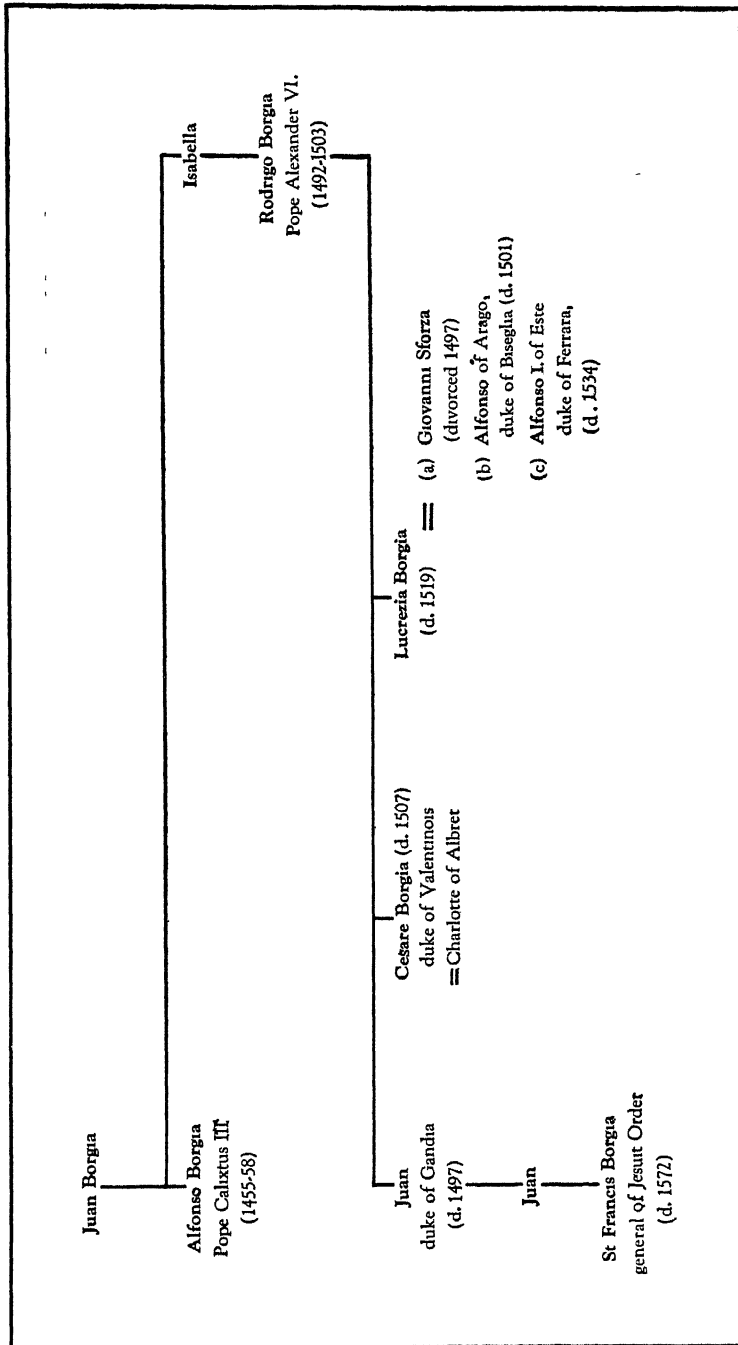 Juan Borgia
Alfonso Borgia
Pope Calixtus III
(1455-58)
Isabella
Rodrigo Borgia
Pope Alexander VI.
(1492-1503)
Juan
duke of Gandia
(d. 1497)
Juan
St Francis Borgia
general of Jesuit Order
(d. 1572)
Cesare Borgia (d. 1507)
duke of Valentinois
=Charlotte of Albret
Lucrezia Borgia
(d. 1519)
=
(a) Giovanni Sforza
(divorced 1497)
(b) Alfonso of Arago,
duke of Biseglia (d. 1501)
(c) Alfonso I. of Este
duke of Ferrara,
(d. 1534)